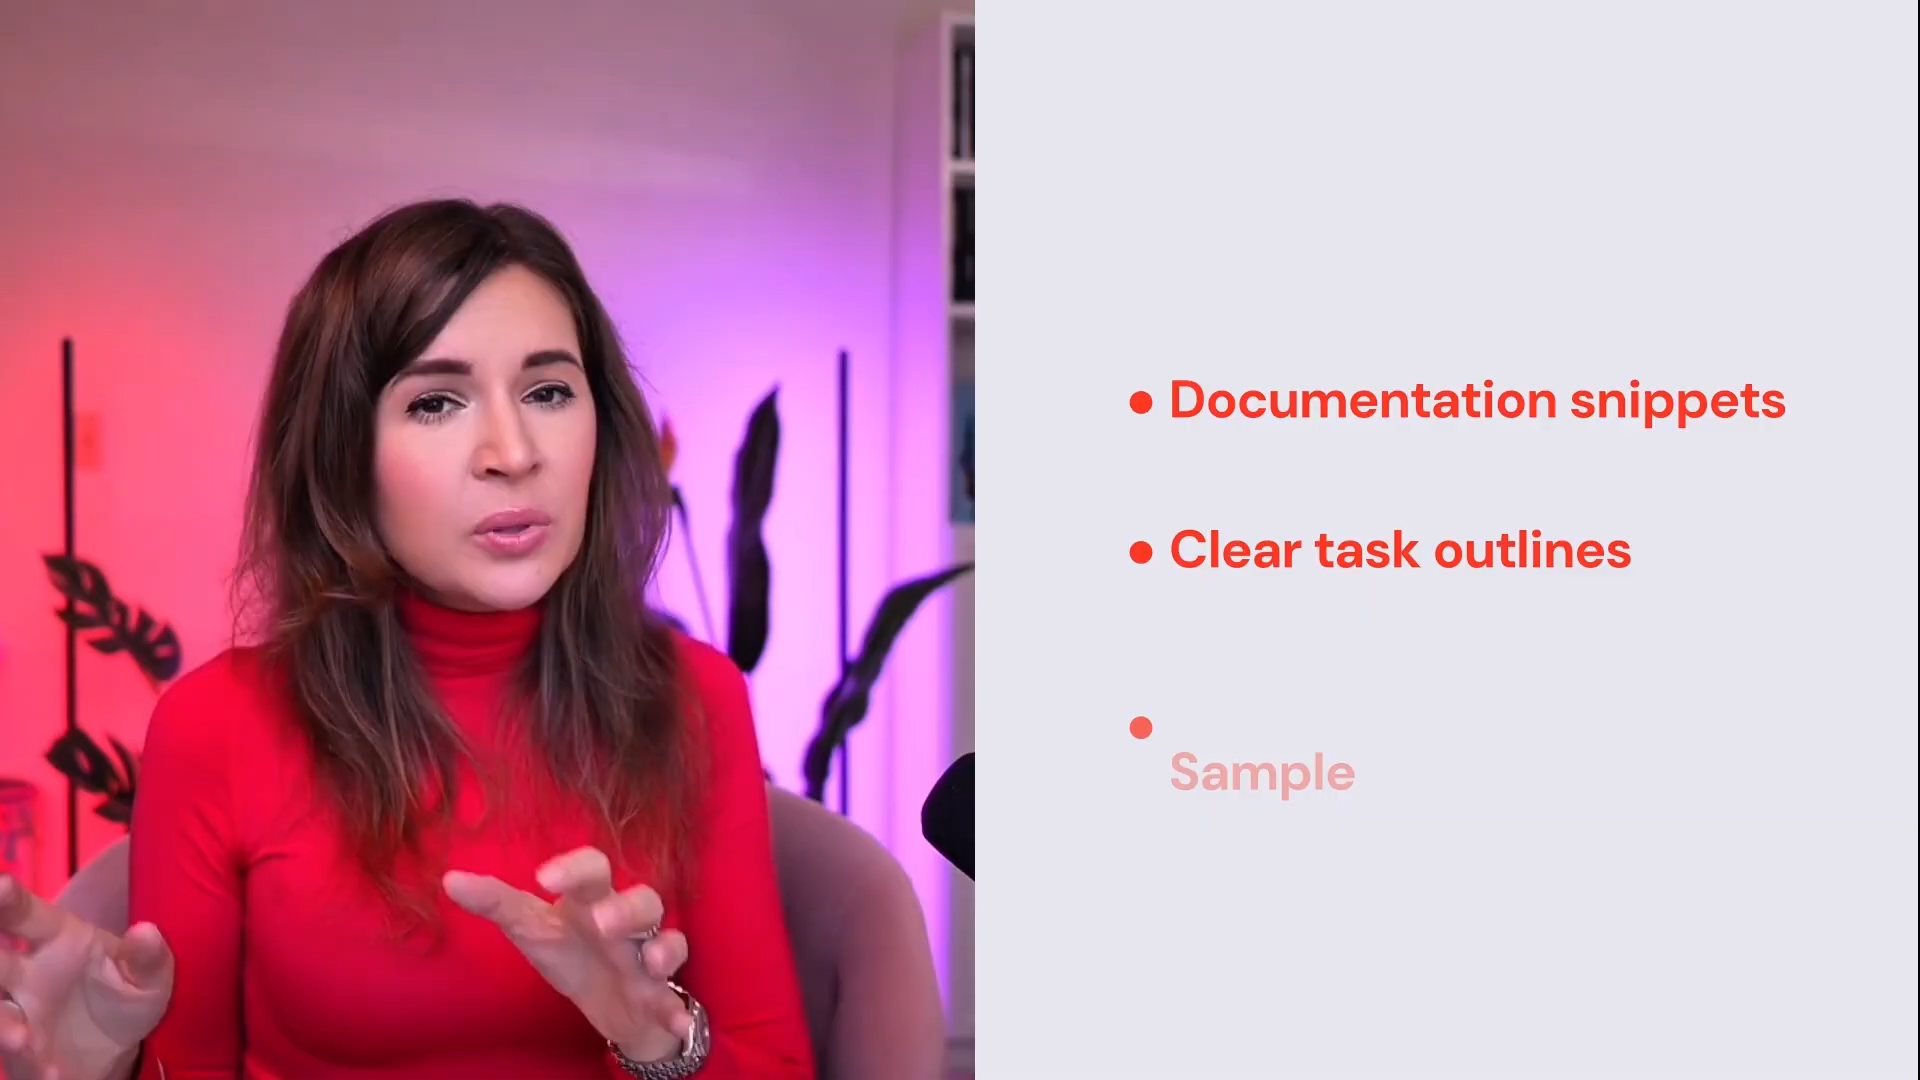 • Documentation snippets
• Clear task outlines
• Sample